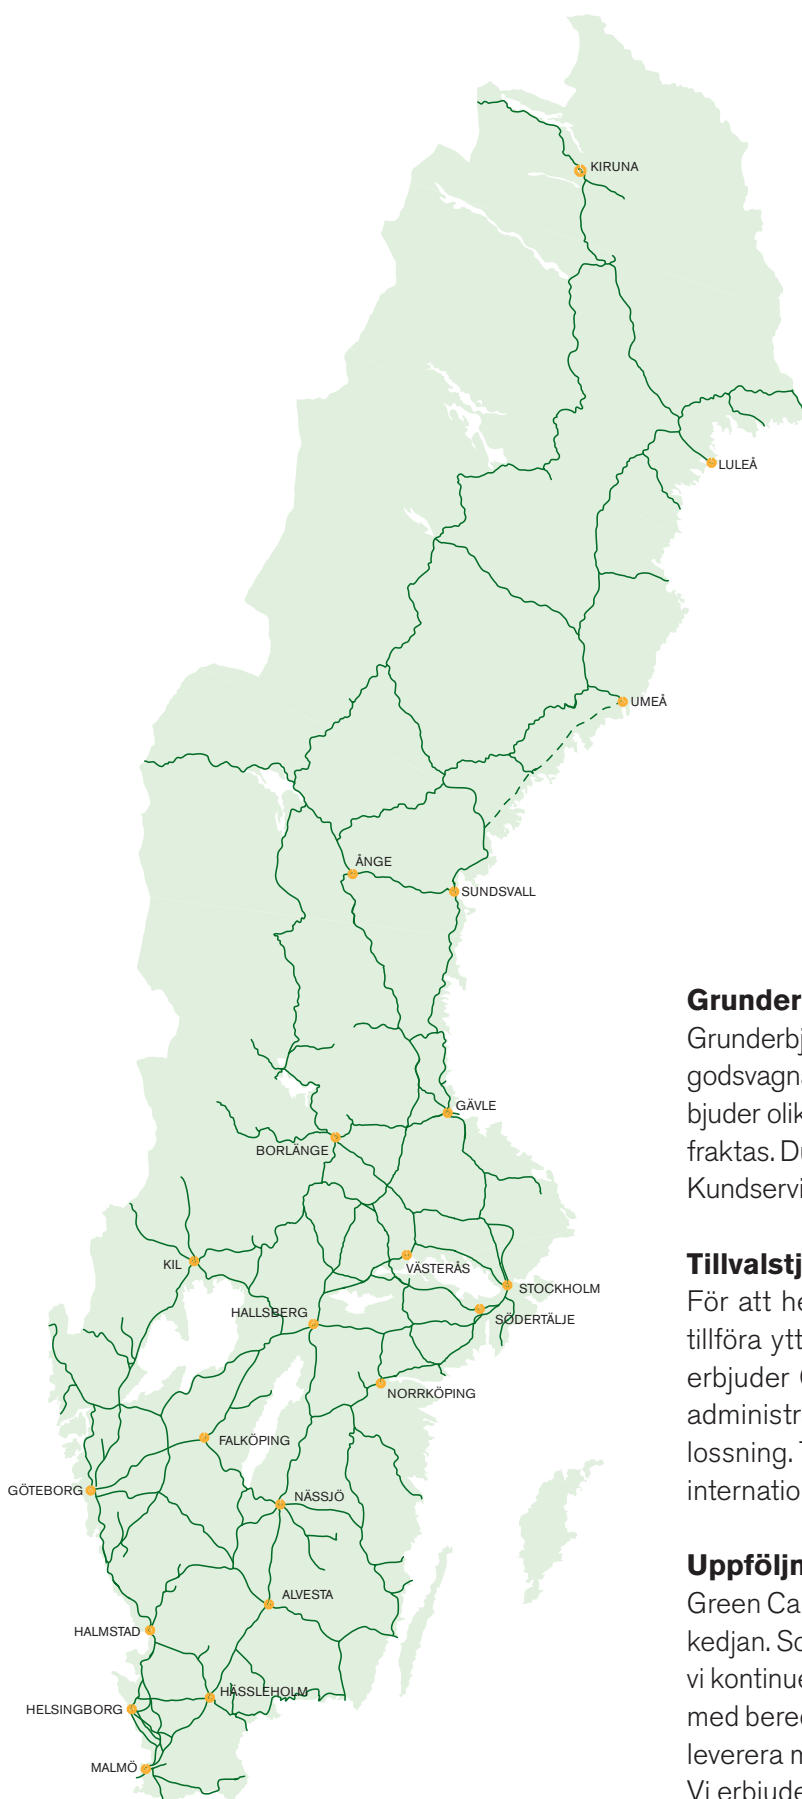 KIRUNA
LULEÅ
UMEÅ
ÅNGE
SUNDSVALL
GÄVLE
BORLÄNGE
KIL
VÄSTERÅS
STOCKHOLM
HALLSBERG
SÖDERTÄLJE
NORRKÖPING
FALKÖPING
GÖTEBORG
NÄSSJÖ
ALVESTA
HALMSTAD
HÄSSLEHOLM
HELSINGBORG
MALMÖ
Grunder
Grunderbj
godsvagna
bjuder olik
fraktas. Du
Kundservi
Tillvalstj
För att he
tillföra ytt
erbjuder
administr
lossning.
internatio
Uppföljn
Green Ca
kedjan. So
vi kontinue
med bered
leverera m
Vi erbjude